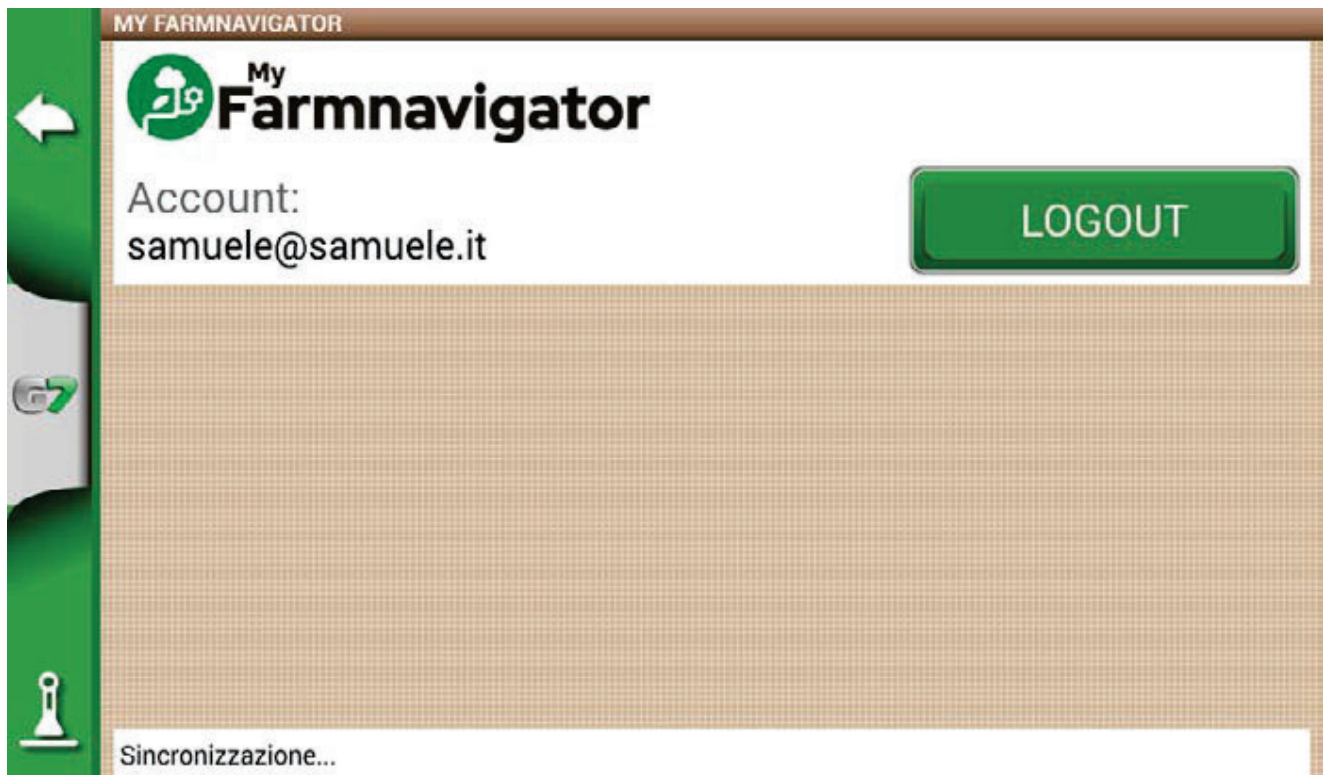 MY FARMNAVIGATOR
My
Farmnavigator
Account:
samuele@samuele.it
LOGOUT
G7
Sincronizzazione...